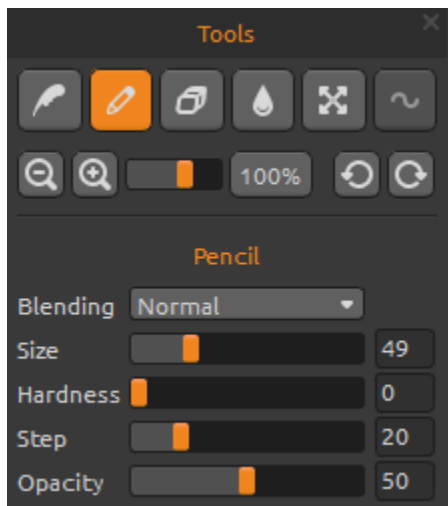 Tools
100%
Pencil
Blending Normal
Size 49
Hardness 0
Step 20
Opacity 50